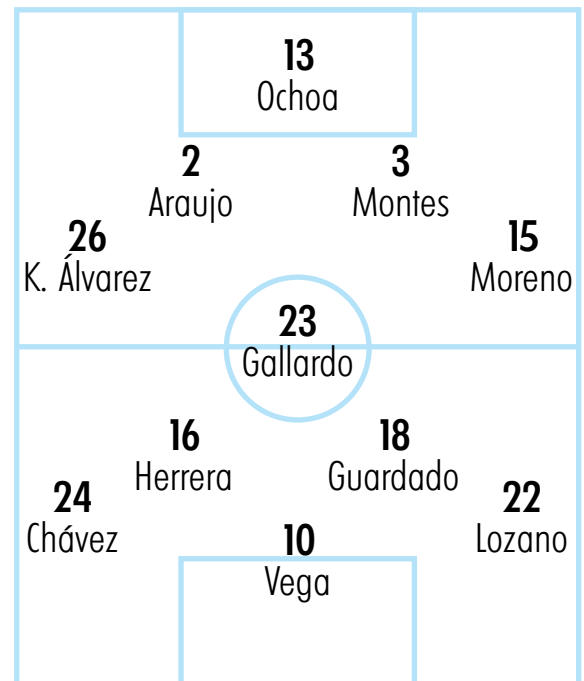 13
Ochoa
2
Araujo
3
Montes
26
K. Álvarez
15
Moreno
23
Gallardo
16
Herrera
18
Guardado
24
Chávez
22
Lozano
10
Vega